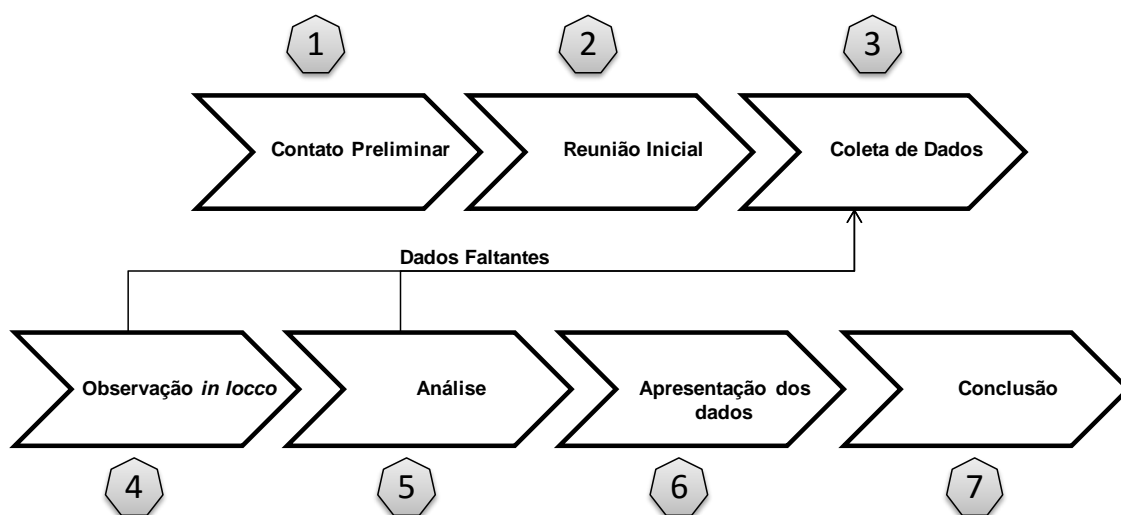 1
2
3
Contato Preliminar
Reunião Inicial
Coleta de Dados
Dados Faltantes
Observação in locco
Análise
Apresentação dos
dados
Conclusão
4
5
6
7